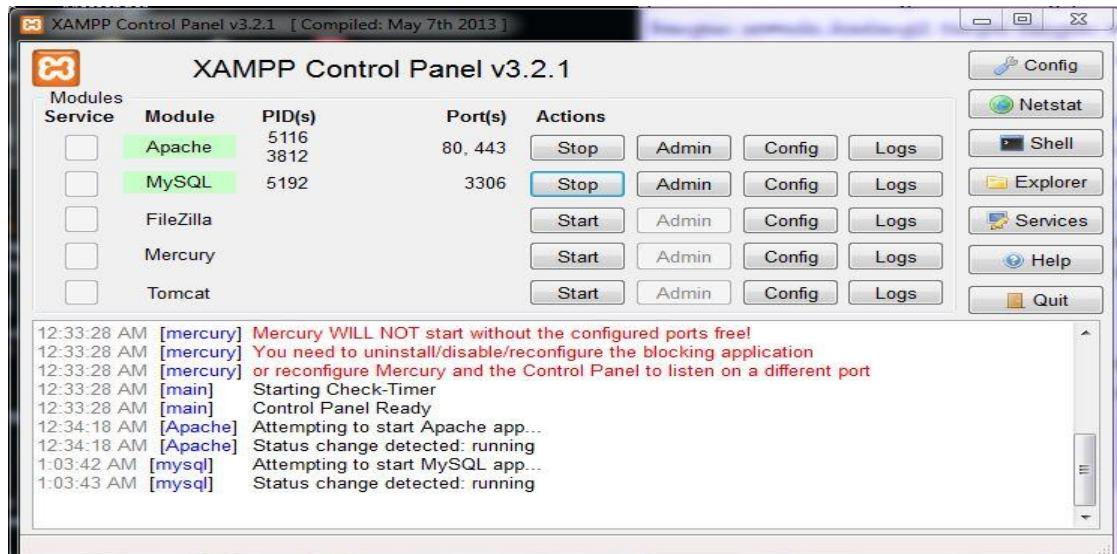 XAMPP Control Panel v3.2.1 [ Compiled: May 7th 2013 ]
XAMPP Control Panel v3.2.1
Config
Modules
Service Module PID(s) Port(s) Actions
Netstat
Apache 5116 3812 80, 443 Stop Admin Config Logs
Shell
MySQL 5192 3306 Stop Admin Config Logs
Explorer
FileZilla Start Admin Config Logs
Services
Mercury Start Admin Config Logs
Help
Tomcat Start Admin Config Logs
Quit
12:33:28 AM [mercury] Mercury WILL NOT start without the configured ports free!
12:33:28 AM [mercury] You need to uninstall/disable/reconfigure the blocking application
12:33:28 AM [mercury] or reconfigure Mercury and the Control Panel to listen on a different port
12:33:28 AM [main] Starting Check-Timer
12:33:28 AM [main] Control Panel Ready
12:34:18 AM [Apache] Attempting to start Apache app...
12:34:18 AM [Apache] Status change detected: running
1:03:42 AM [mysql] Attempting to start MySQL app...
1:03:43 AM [mysql] Status change detected: running